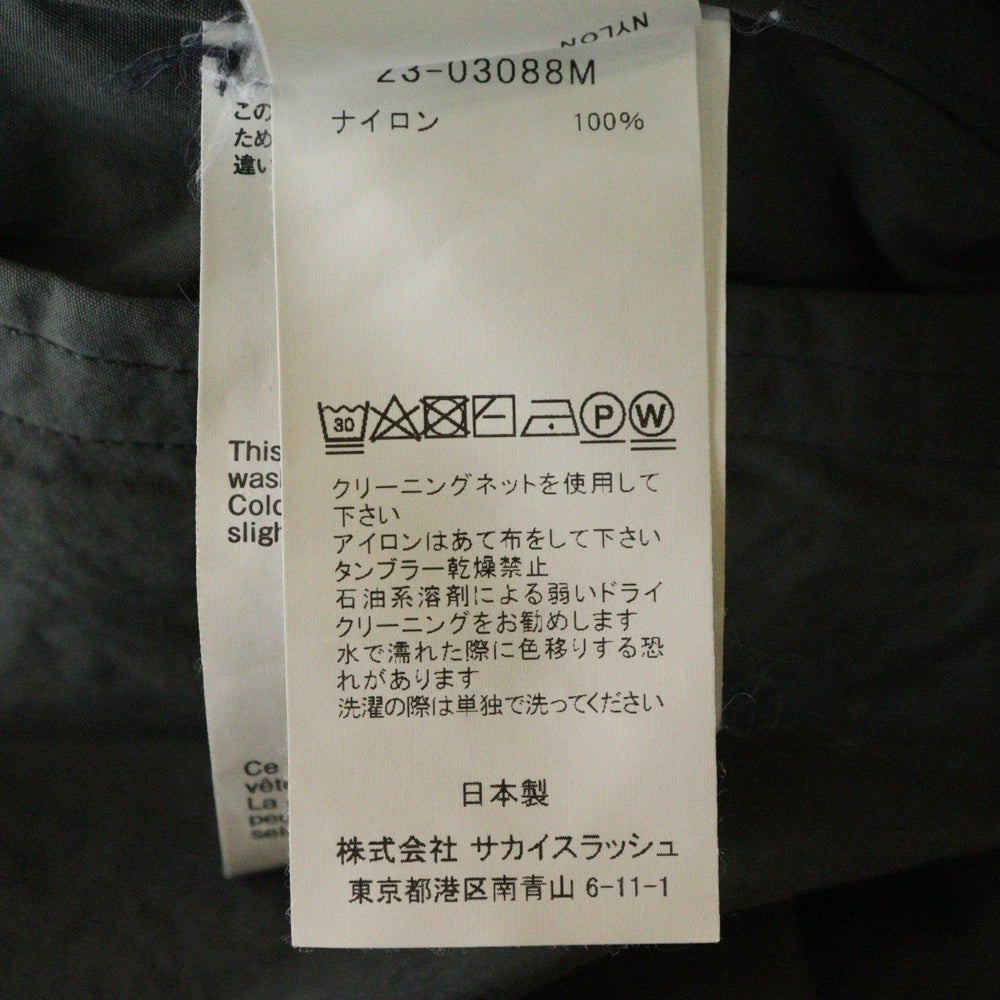 NYLON
23-03088M
ナイロン 100%
この
ため
違い
30
P W
クリーニングネットを使用して
下さい
アイロンはあて布をして下さい
タンブラー乾燥禁止
石油系溶剤による弱いドライ
クリーニングをお勧めします
水で濡れた際に色移りする恐
れがあります
洗濯の際は単独で洗ってください
This
was
Colo
sligh
Ce
vête
La
日本製
株式会社 サカイスラッシュ
東京都港区南青山 6-11-1